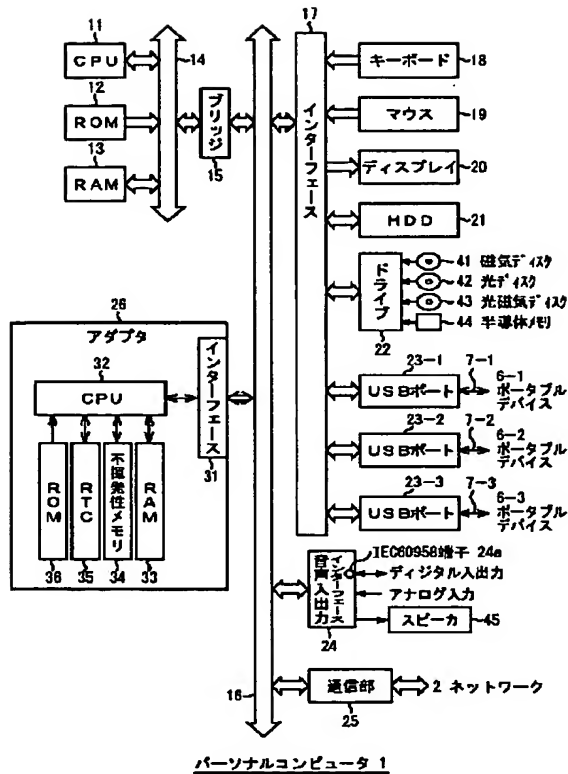 11
CPU
14
12
ROM
13
RAM
ブリッジ
15
17
インターフェース
キーボード
18
マウス
19
ディスプレイ
20
HDD
21
ドライブ
22
41 磁気ディスク
42 光ディスク
43 光磁気ディスク
44 半導体メモリ
23-1
USBポート
7-1
6-1
ポータブル
デバイス
23-2
USBポート
7-2
6-2
ポータブル
デバイス
23-3
USBポート
7-3
6-3
ポータブル
デバイス
26
アダプタ
32
CPU
インターフェース
31
ROM
RTC
不揮発性メモリ
RAM
36
35
34
33
IEC60958端子 24a
音声入出力
インターフェース
24
ディジタル入出力
アナログ入力
スピーカ
45
16
通信部
25
2 ネットワーク
パーソナルコンピュータ 1